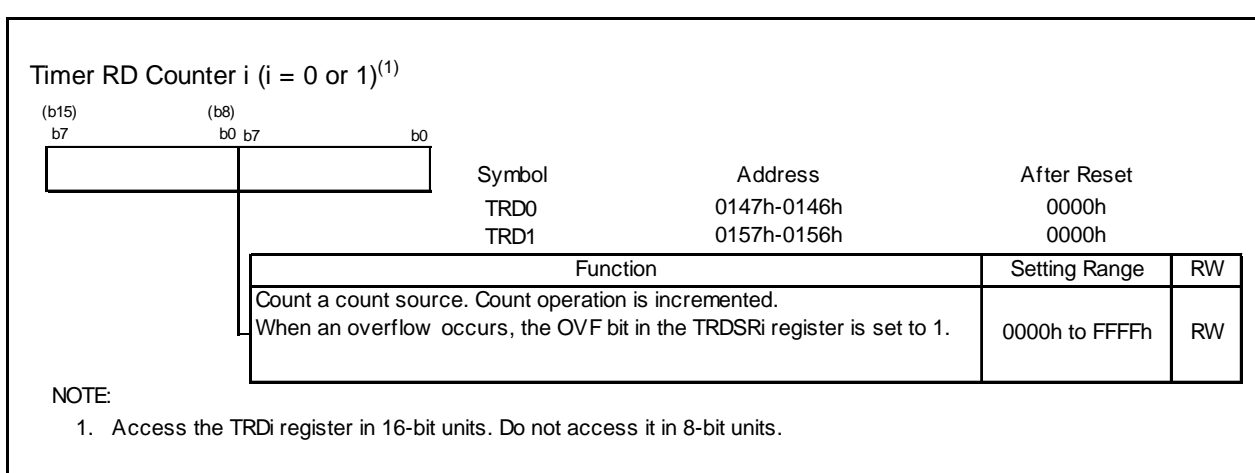 Timer RD Counter i (i = 0 or 1)(1)
(b15) (b8)
b7 b0 b7 b0
Symbol Address After Reset
TRD0 0147h-0146h 0000h
TRD1 0157h-0156h 0000h
Function Setting Range RW
Count a count source. Count operation is incremented.
When an overflow occurs, the OVF bit in the TRDSRi register is set to 1. 0000h to FFFFh RW
NOTE:
1. Access the TRDi register in 16-bit units. Do not access it in 8-bit units.